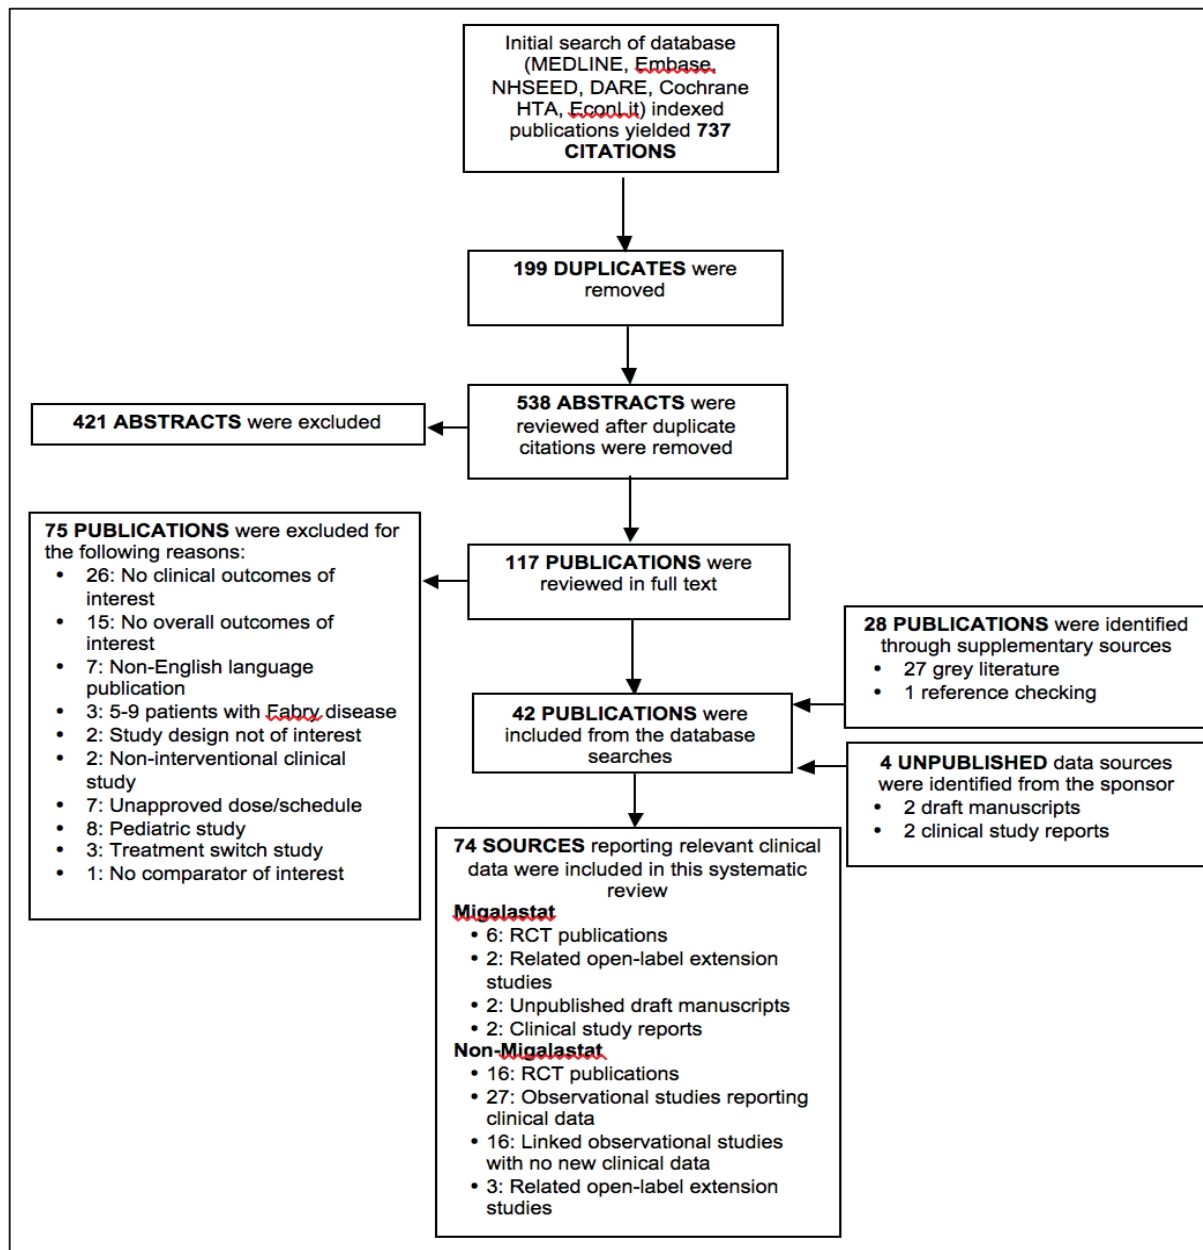 Initial search of database
(MEDLINE, Embase,
NHSEED, DARE, Cochrane
HTA, EconLit) indexed
publications yielded 737
CITATIONS
199 DUPLICATES were
removed
538 ABSTRACTS were
reviewed after duplicate
citations were removed
421 ABSTRACTS were excluded
117 PUBLICATIONS were
reviewed in full text
75 PUBLICATIONS were excluded for
the following reasons:
• 26: No clinical outcomes of
interest
• 15: No overall outcomes of
interest
• 7: Non-English language
publication
• 3: 5-9 patients with Fabry disease
• 2: Study design not of interest
• 2: Non-interventional clinical
study
• 7: Unapproved dose/schedule
• 8: Pediatric study
• 3: Treatment switch study
• 1: No comparator of interest
28 PUBLICATIONS were identified
through supplementary sources
• 27 grey literature
• 1 reference checking
42 PUBLICATIONS were
included from the database
searches
4 UNPUBLISHED data sources
were identified from the sponsor
• 2 draft manuscripts
• 2 clinical study reports
74 SOURCES reporting relevant clinical
data were included in this systematic
review
Migalastat
• 6: RCT publications
• 2: Related open-label extension
studies
• 2: Unpublished draft manuscripts
• 2: Clinical study reports
Non-Migalastat
• 16: RCT publications
• 27: Observational studies reporting
clinical data
• 16: Linked observational studies
with no new clinical data
• 3: Related open-label extension
studies